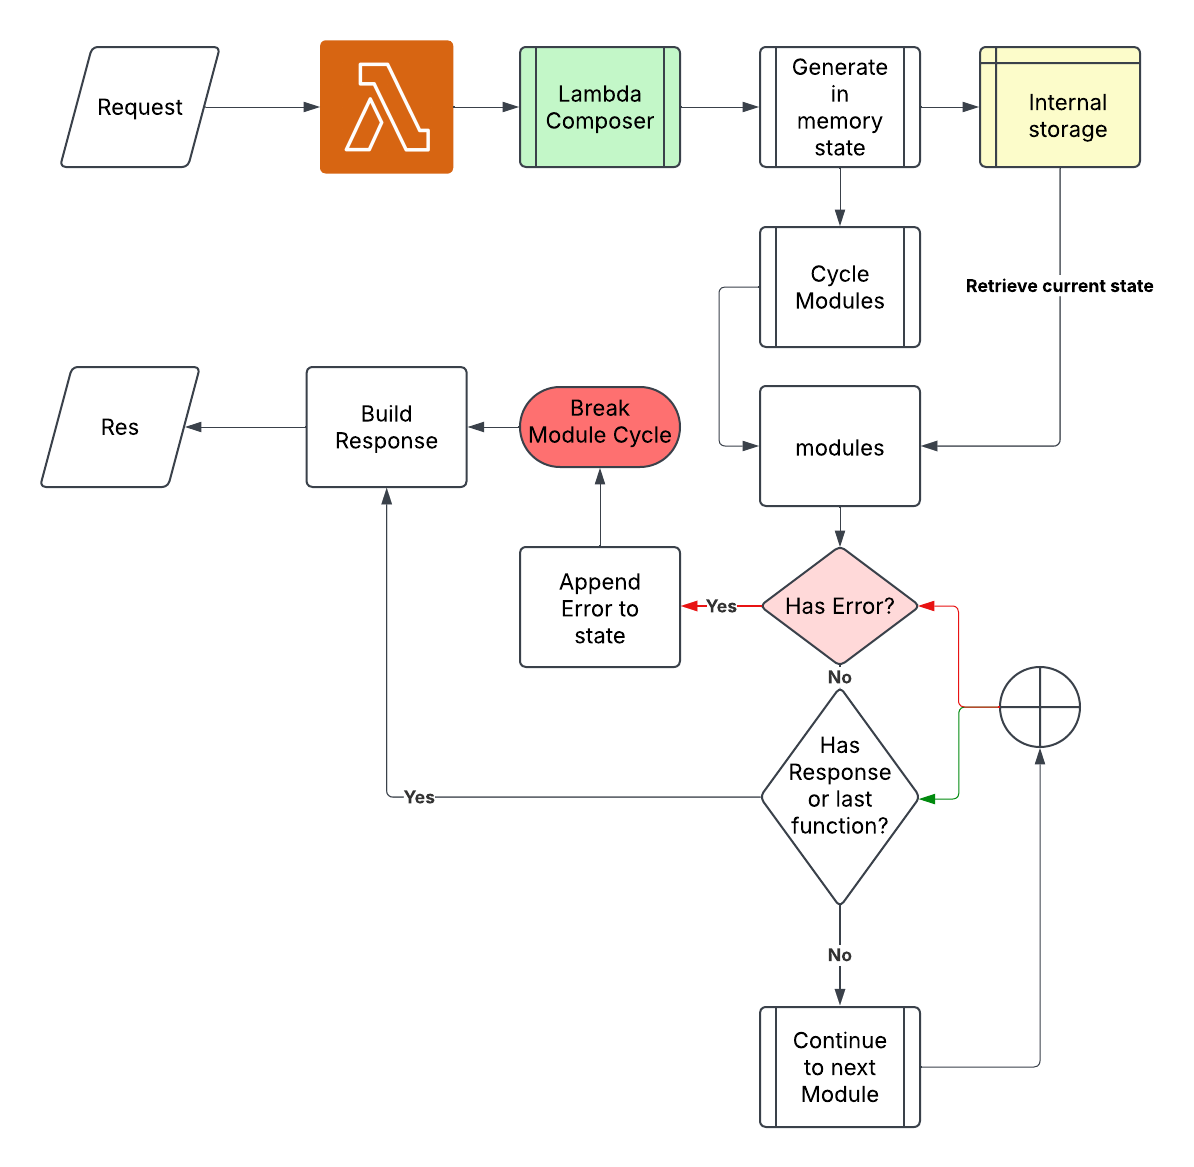 Request
Lambda
Composer
Generate
in
memory
state
Internal
storage
Cycle
Modules
Retrieve current state
Res
Build
Response
Break
Module Cycle
modules
Append
Error to
state
Yes
Has Error?
No
Has
Response
or last
function?
Yes
No
Continue
to next
Module